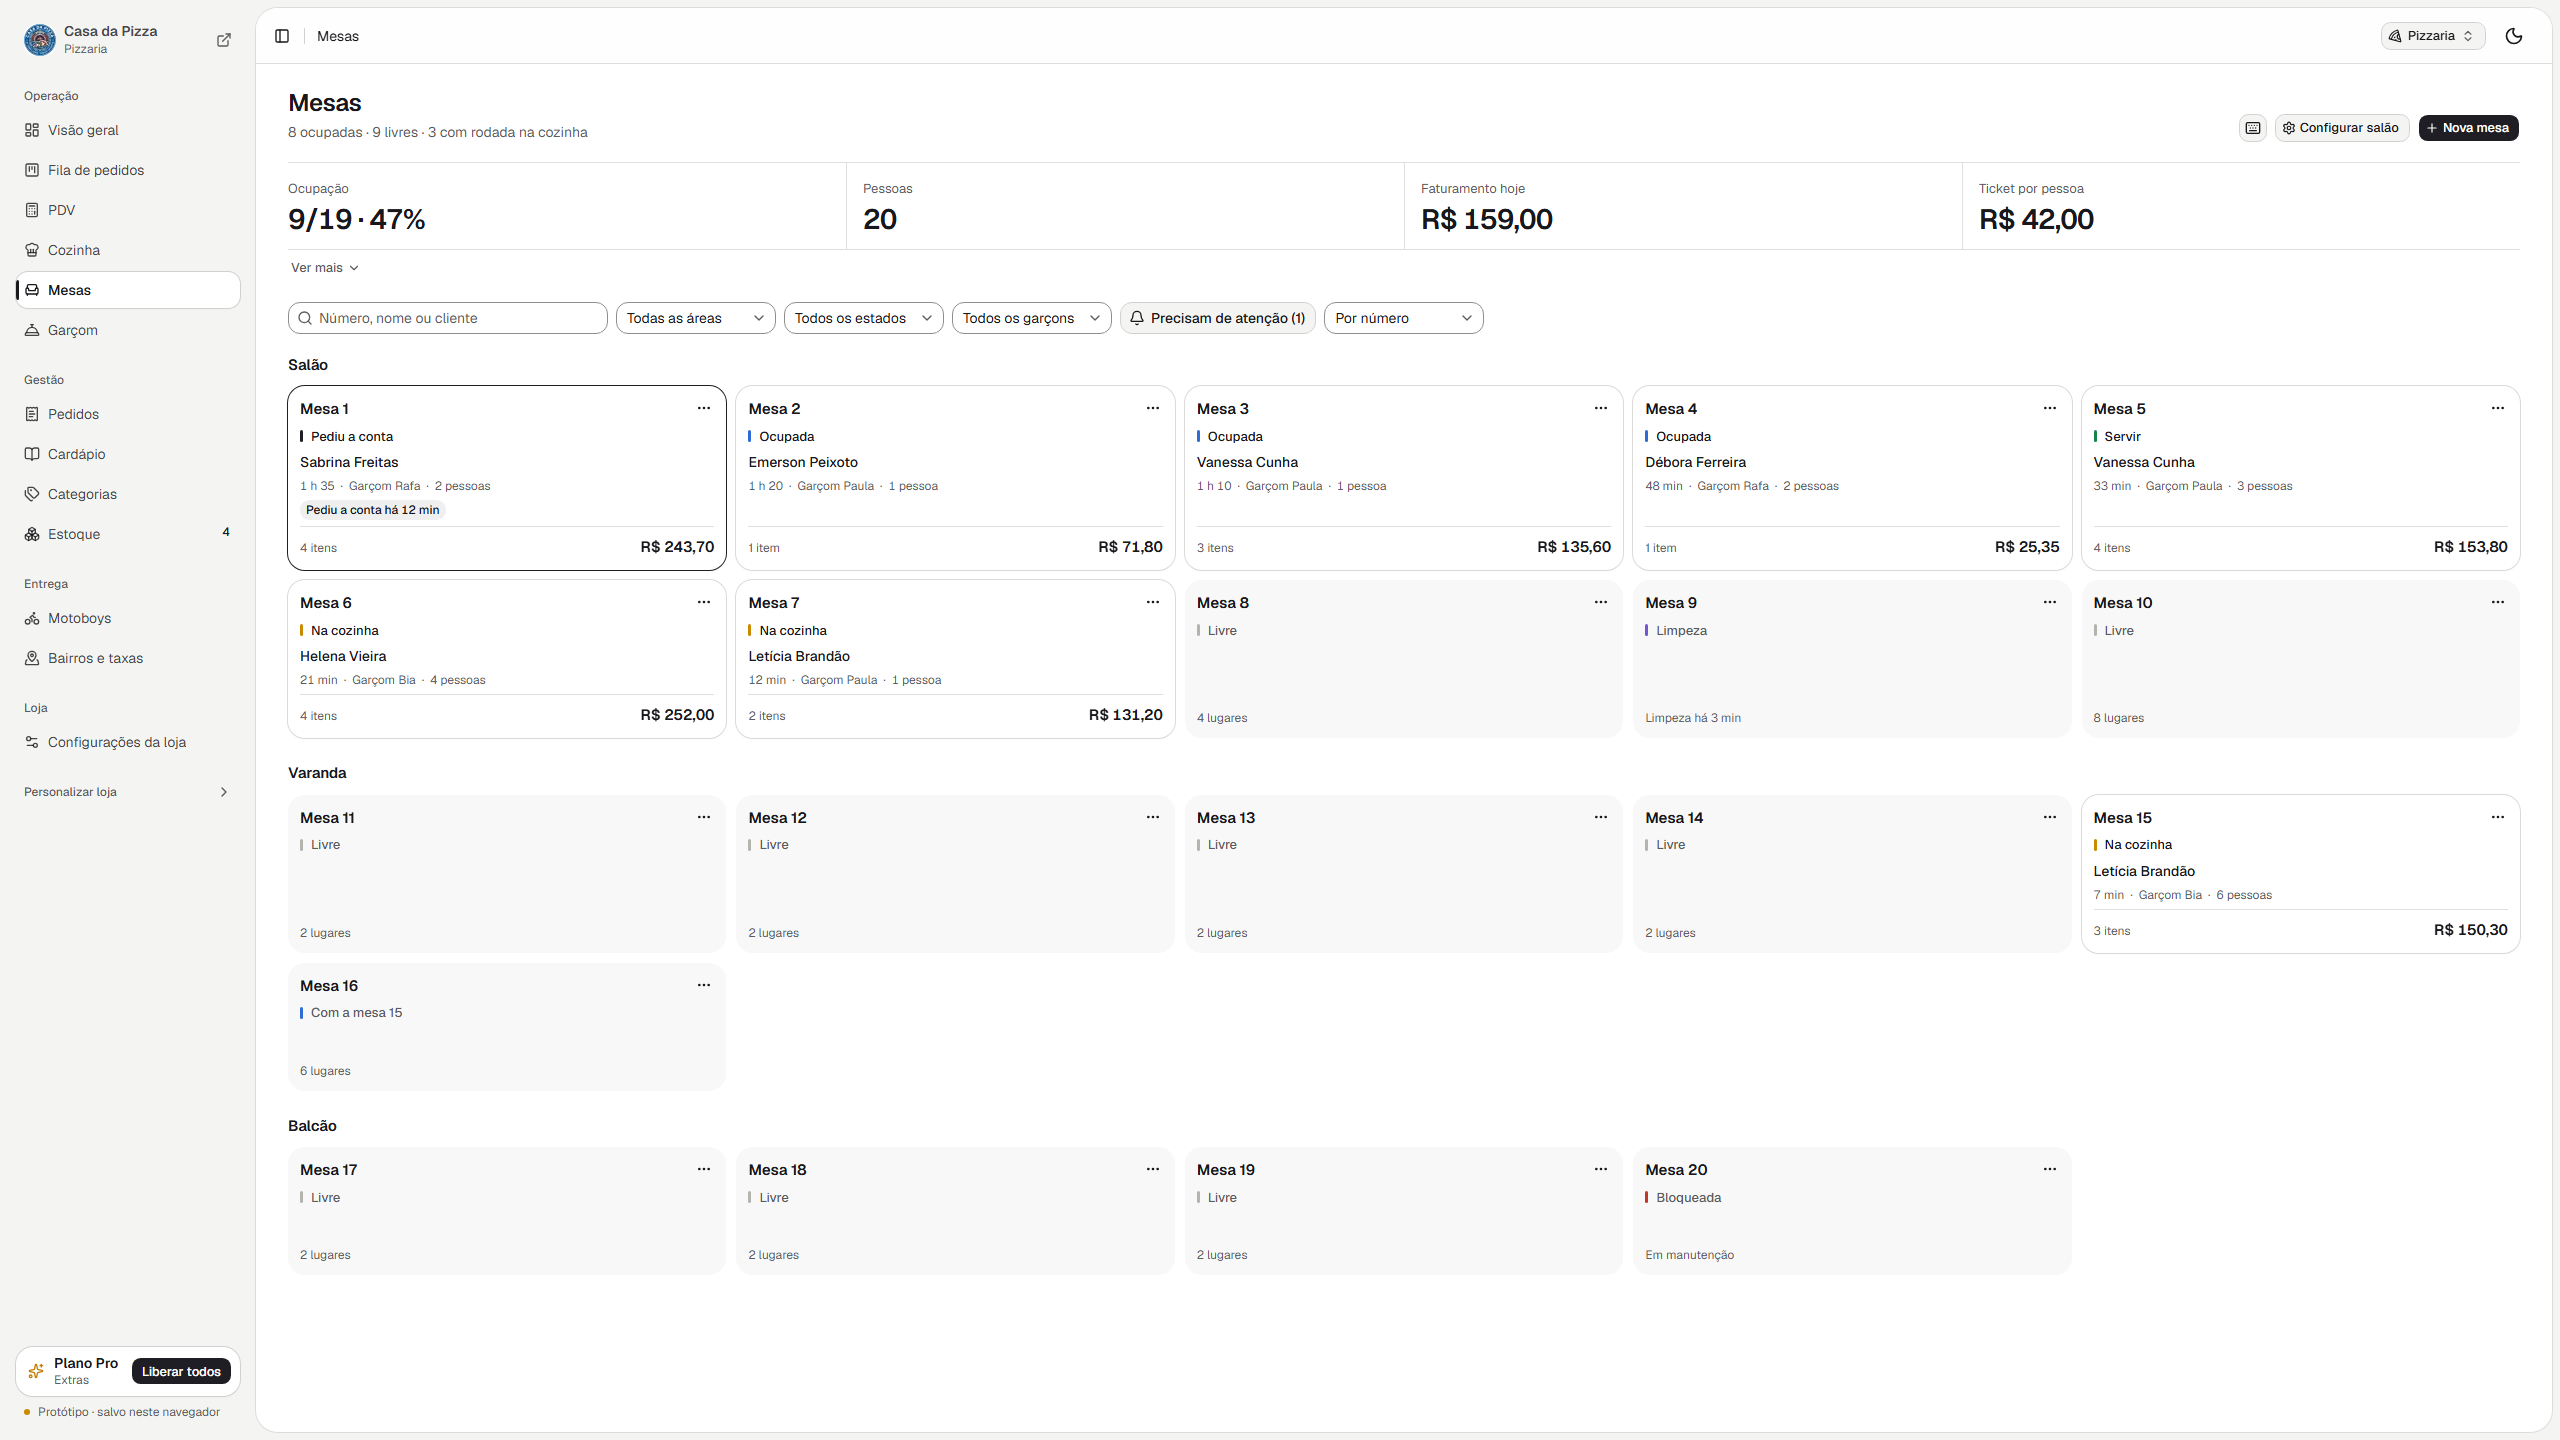 Casa da Pizza
Pizzaria
Operação
Visão geral
Fila de pedidos
PDV
Cozinha
Mesas
Garçom
Gestão
Pedidos
Cardápio
Categorias
Estoque 4
Entrega
Motoboys
Bairros e taxas
Loja
Configurações da loja
Personalizar loja
Plano Pro
Extras
Liberar todos
Protótipo · salvo neste navegador
Mesas
Pizzaria
Mesas
8 ocupadas · 9 livres · 3 com rodada na cozinha
Configurar salão
+ Nova mesa
Ocupação
9/19 · 47%
Pessoas
20
Faturamento hoje
R$ 159,00
Ticket por pessoa
R$ 42,00
Ver mais
Número, nome ou cliente
Todas as áreas
Todos os estados
Todos os garçons
Precisam de atenção (1)
Por número
Salão
Mesa 1
Pediu a conta
Sabrina Freitas
1 h 35 · Garçom Rafa · 2 pessoas
Pediu a conta há 12 min
4 itens R$ 243,70
Mesa 2
Ocupada
Emerson Peixoto
1 h 20 · Garçom Paula · 1 pessoa
1 item R$ 71,80
Mesa 3
Ocupada
Vanessa Cunha
1 h 10 · Garçom Paula · 1 pessoa
3 itens R$ 135,60
Mesa 4
Ocupada
Débora Ferreira
48 min · Garçom Rafa · 2 pessoas
1 item R$ 25,35
Mesa 5
Servir
Vanessa Cunha
33 min · Garçom Paula · 3 pessoas
4 itens R$ 153,80
Mesa 6
Na cozinha
Helena Vieira
21 min · Garçom Bia · 4 pessoas
4 itens R$ 252,00
Mesa 7
Na cozinha
Letícia Brandão
12 min · Garçom Paula · 1 pessoa
2 itens R$ 131,20
Mesa 8
Livre
4 lugares
Mesa 9
Limpeza
Limpeza há 3 min
Mesa 10
Livre
8 lugares
Varanda
Mesa 11
Livre
2 lugares
Mesa 12
Livre
2 lugares
Mesa 13
Livre
2 lugares
Mesa 14
Livre
2 lugares
Mesa 15
Na cozinha
Letícia Brandão
7 min · Garçom Bia · 6 pessoas
3 itens R$ 150,30
Mesa 16
Com a mesa 15
6 lugares
Balcão
Mesa 17
Livre
2 lugares
Mesa 18
Livre
2 lugares
Mesa 19
Livre
2 lugares
Mesa 20
Bloqueada
Em manutenção